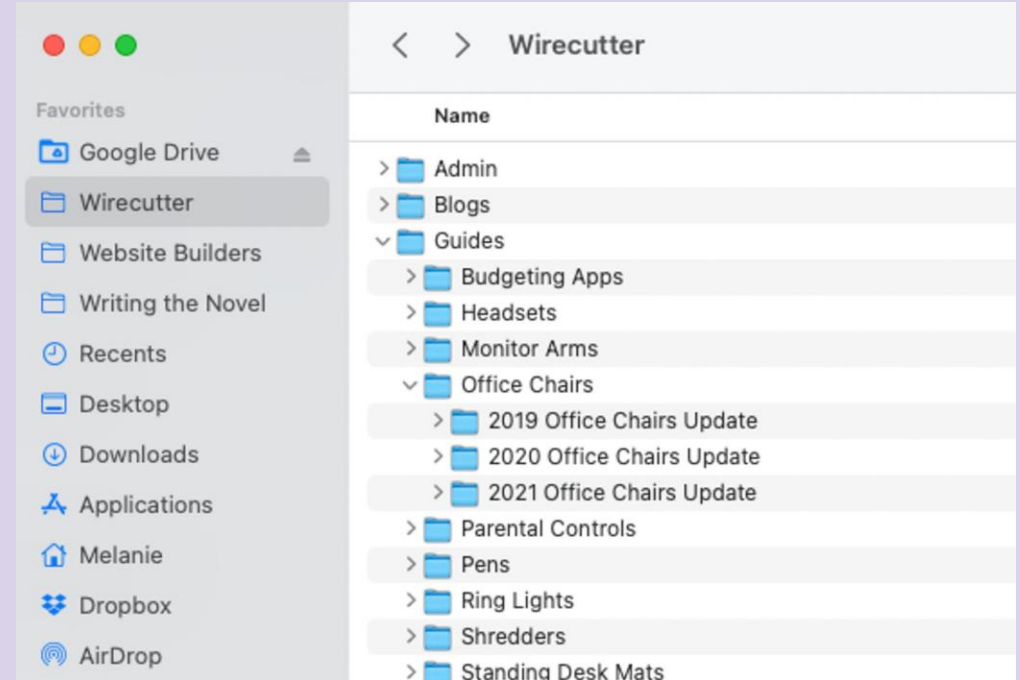 Wirecutter
Favorites
Google Drive
Wirecutter
Website Builders
Writing the Novel
Recents
Desktop
Downloads
Applications
Melanie
Dropbox
AirDrop
Name
Admin
Blogs
Guides
Budgeting Apps
Headsets
Monitor Arms
Office Chairs
2019 Office Chairs Update
2020 Office Chairs Update
2021 Office Chairs Update
Parental Controls
Pens
Ring Lights
Shredders
Standing Desk Mats